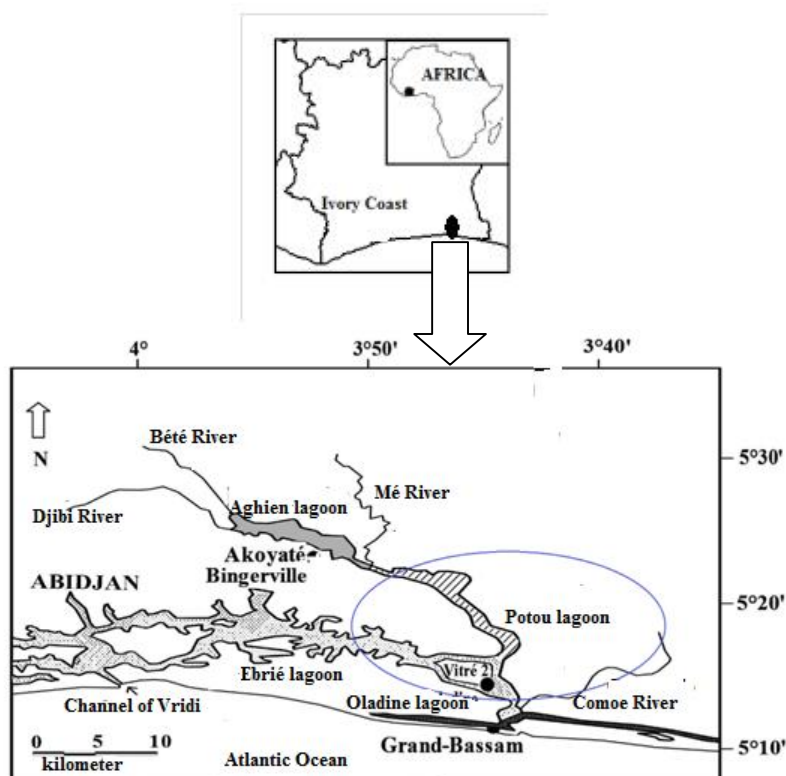 AFRICA
Ivory Coast
4°
3°50'
3°40'
N
Bété River
Djibi River
Aghien lagoon
Mé River
5°30'
Akoyaté
Bingerville
ABIDJAN
5°20'
Potou lagoon
Vitré 2
Ebrié lagoon
Channel of Vridi
Oladine lagoon
Comoe River
Grand-Bassam
5°10'
0 5 10
kilometer
Atlantic Ocean